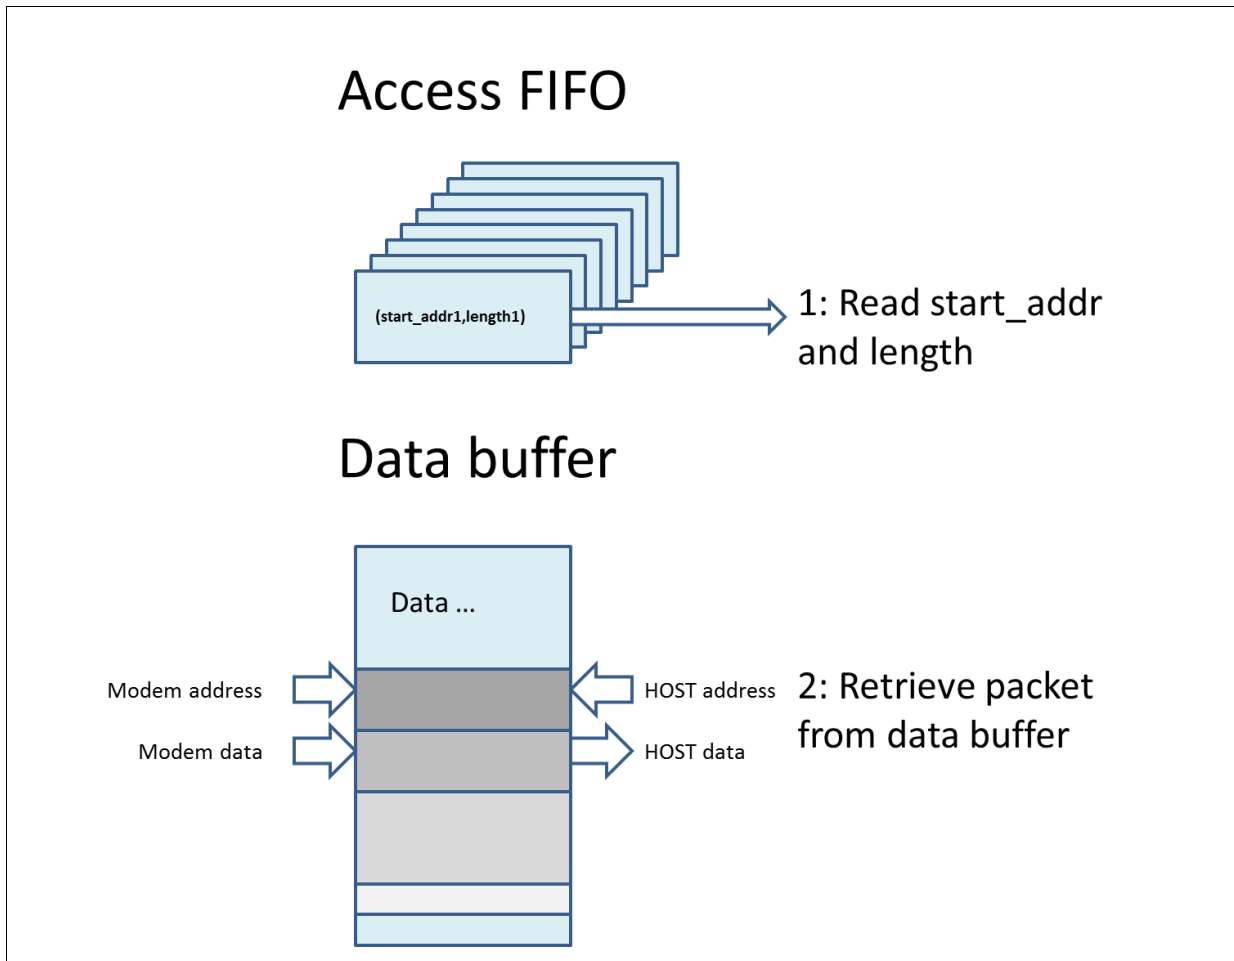 Access FIFO
(start_addr1,length1)
1: Read start_addr
and length
Data buffer
Data ...
Modem address
HOST address
2: Retrieve packet
from data buffer
Modem data
HOST data